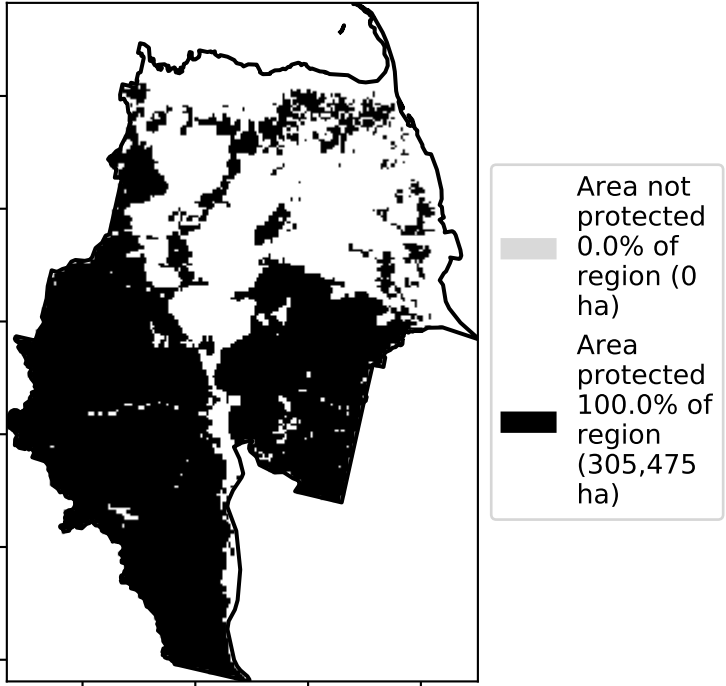 Area not
protected
0.0% of
region (0
ha)
Area
protected
100.0% of
region
(305,475
ha)